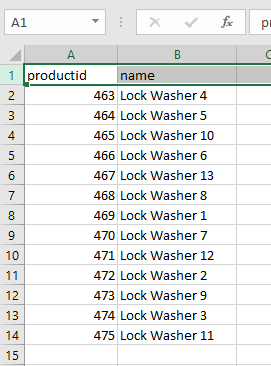 A1
A B
1 productid name
2 463 Lock Washer 4
3 464 Lock Washer 5
4 465 Lock Washer 10
5 466 Lock Washer 6
6 467 Lock Washer 13
7 468 Lock Washer 8
8 469 Lock Washer 1
9 470 Lock Washer 7
10 471 Lock Washer 12
11 472 Lock Washer 2
12 473 Lock Washer 9
13 474 Lock Washer 3
14 475 Lock Washer 11
15